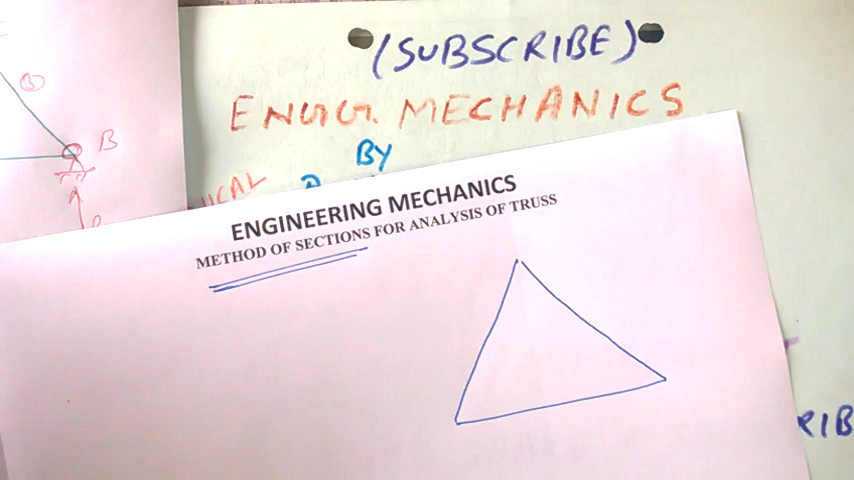 (SUBSCRIBE)
ENGG. MECHANICS
BY
B
ENGINEERING MECHANICS
METHOD OF SECTIONS FOR ANALYSIS OF TRUSS